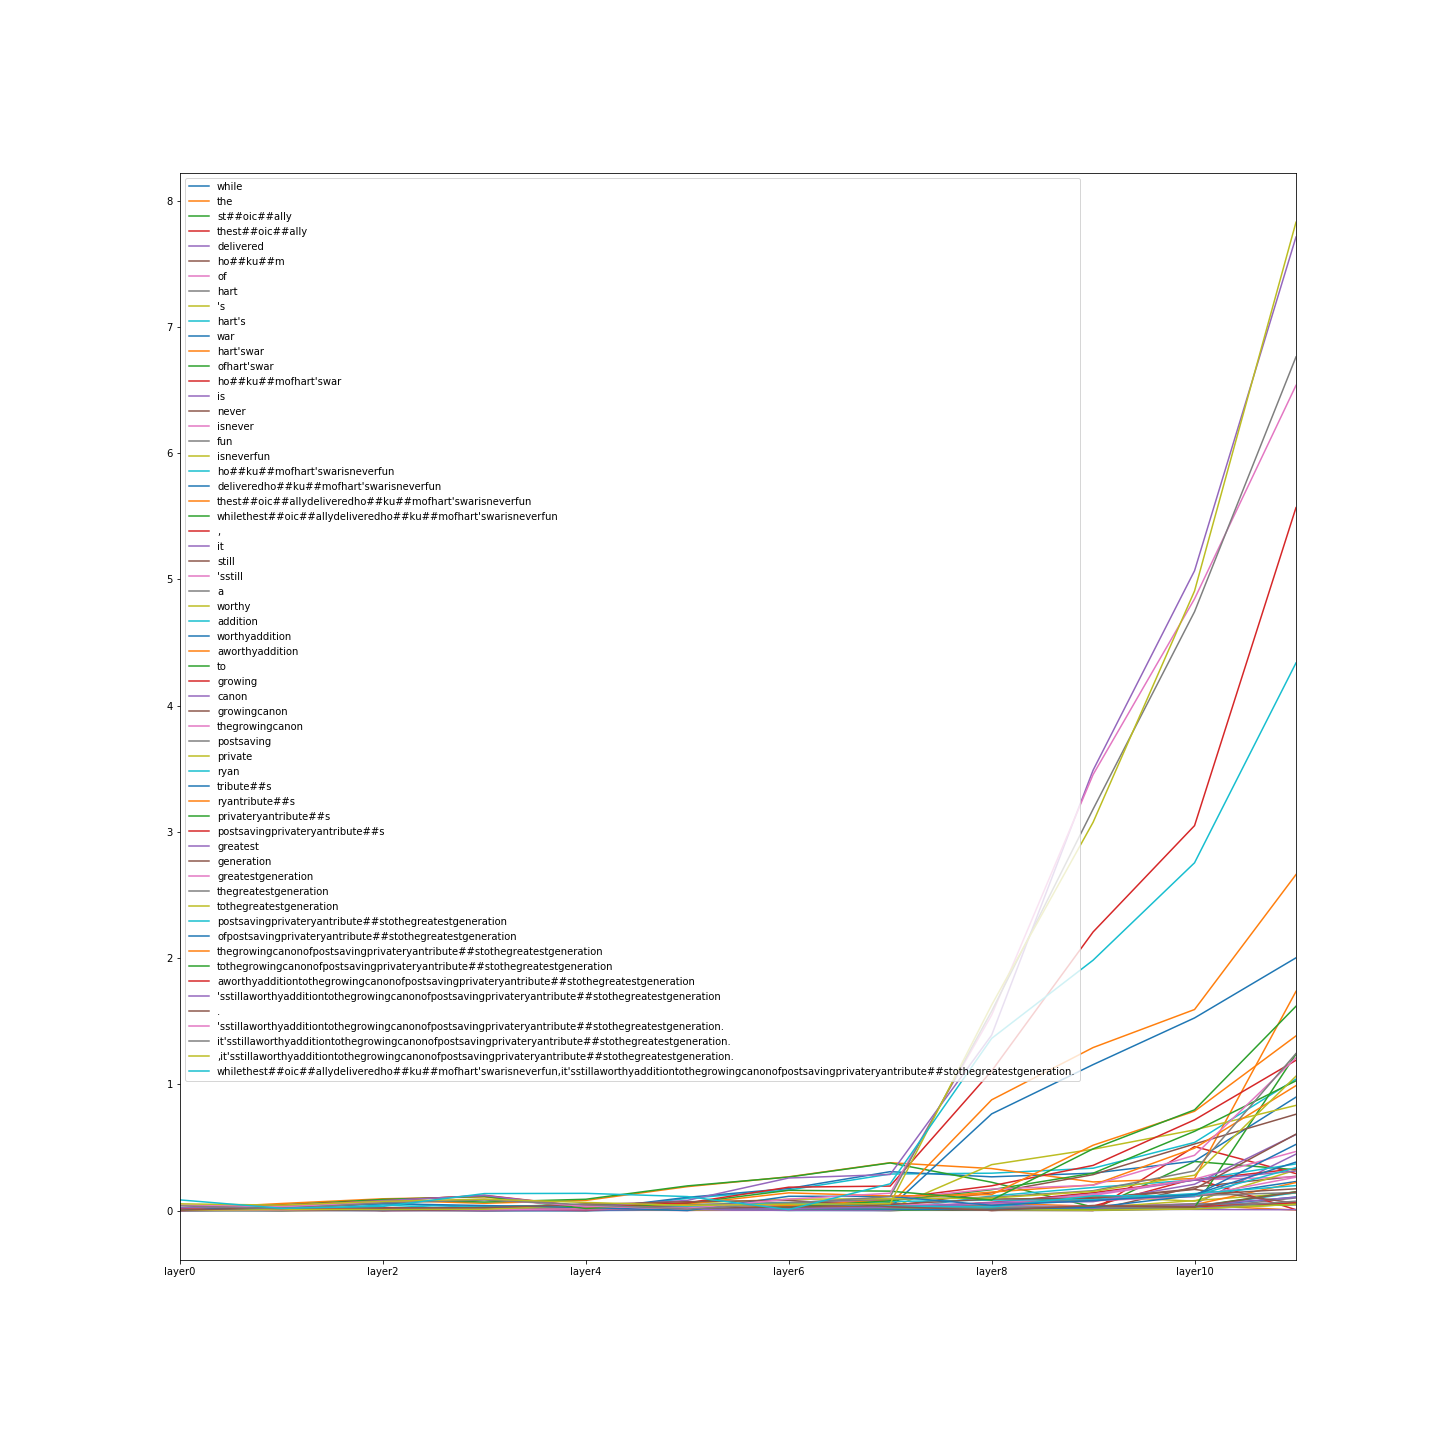 8
7
6
5
4
3
2
1
0
while
the
st##oic##ally
thest##oic##ally
delivered
ho##ku##m
of
hart
's
hart's
war
hart'swar
ofhart'swar
ho##ku##mofhart'swar
is
never
isnever
fun
isneverfun
ho##ku##mofhart'swarisneverfun
deliveredho##ku##mofhart'swarisneverfun
thest##oic##allydeliveredho##ku##mofhart'swarisneverfun
whilethest##oic##allydeliveredho##ku##mofhart'swarisneverfun
,
it
still
'sstill
a
worthy
addition
worthyaddition
aworthyaddition
to
growing
canon
growingcanon
thegrowingcanon
postsaving
private
ryan
tribute##s
ryantribute##s
privateryantribute##s
postsavingprivateryantribute##s
greatest
generation
greatestgeneration
thegreatestgeneration
tothegreatestgeneration
postsavingprivateryantribute##stothegreatestgeneration
ofpostsavingprivateryantribute##stothegreatestgeneration
thegrowingcanonofpostsavingprivateryantribute##stothegreatestgeneration
tothegrowingcanonofpostsavingprivateryantribute##stothegreatestgeneration
aworthyadditiontothegrowingcanonofpostsavingprivateryantribute##stothegreatestgeneration
'sstillaworthyadditiontothegrowingcanonofpostsavingprivateryantribute##stothegreatestgeneration
.
'sstillaworthyadditiontothegrowingcanonofpostsavingprivateryantribute##stothegreatestgeneration.
it'sstillaworthyadditiontothegrowingcanonofpostsavingprivateryantribute##stothegreatestgeneration.
,it'sstillaworthyadditiontothegrowingcanonofpostsavingprivateryantribute##stothegreatestgeneration.
whilethest##oic##allydeliveredho##ku##mofhart'swarisneverfun,it'sstillaworthyadditiontothegrowingcanonofpostsavingprivateryantribute##stothegreatestgeneration.
layer0 layer2 layer4 layer6 layer8 layer10